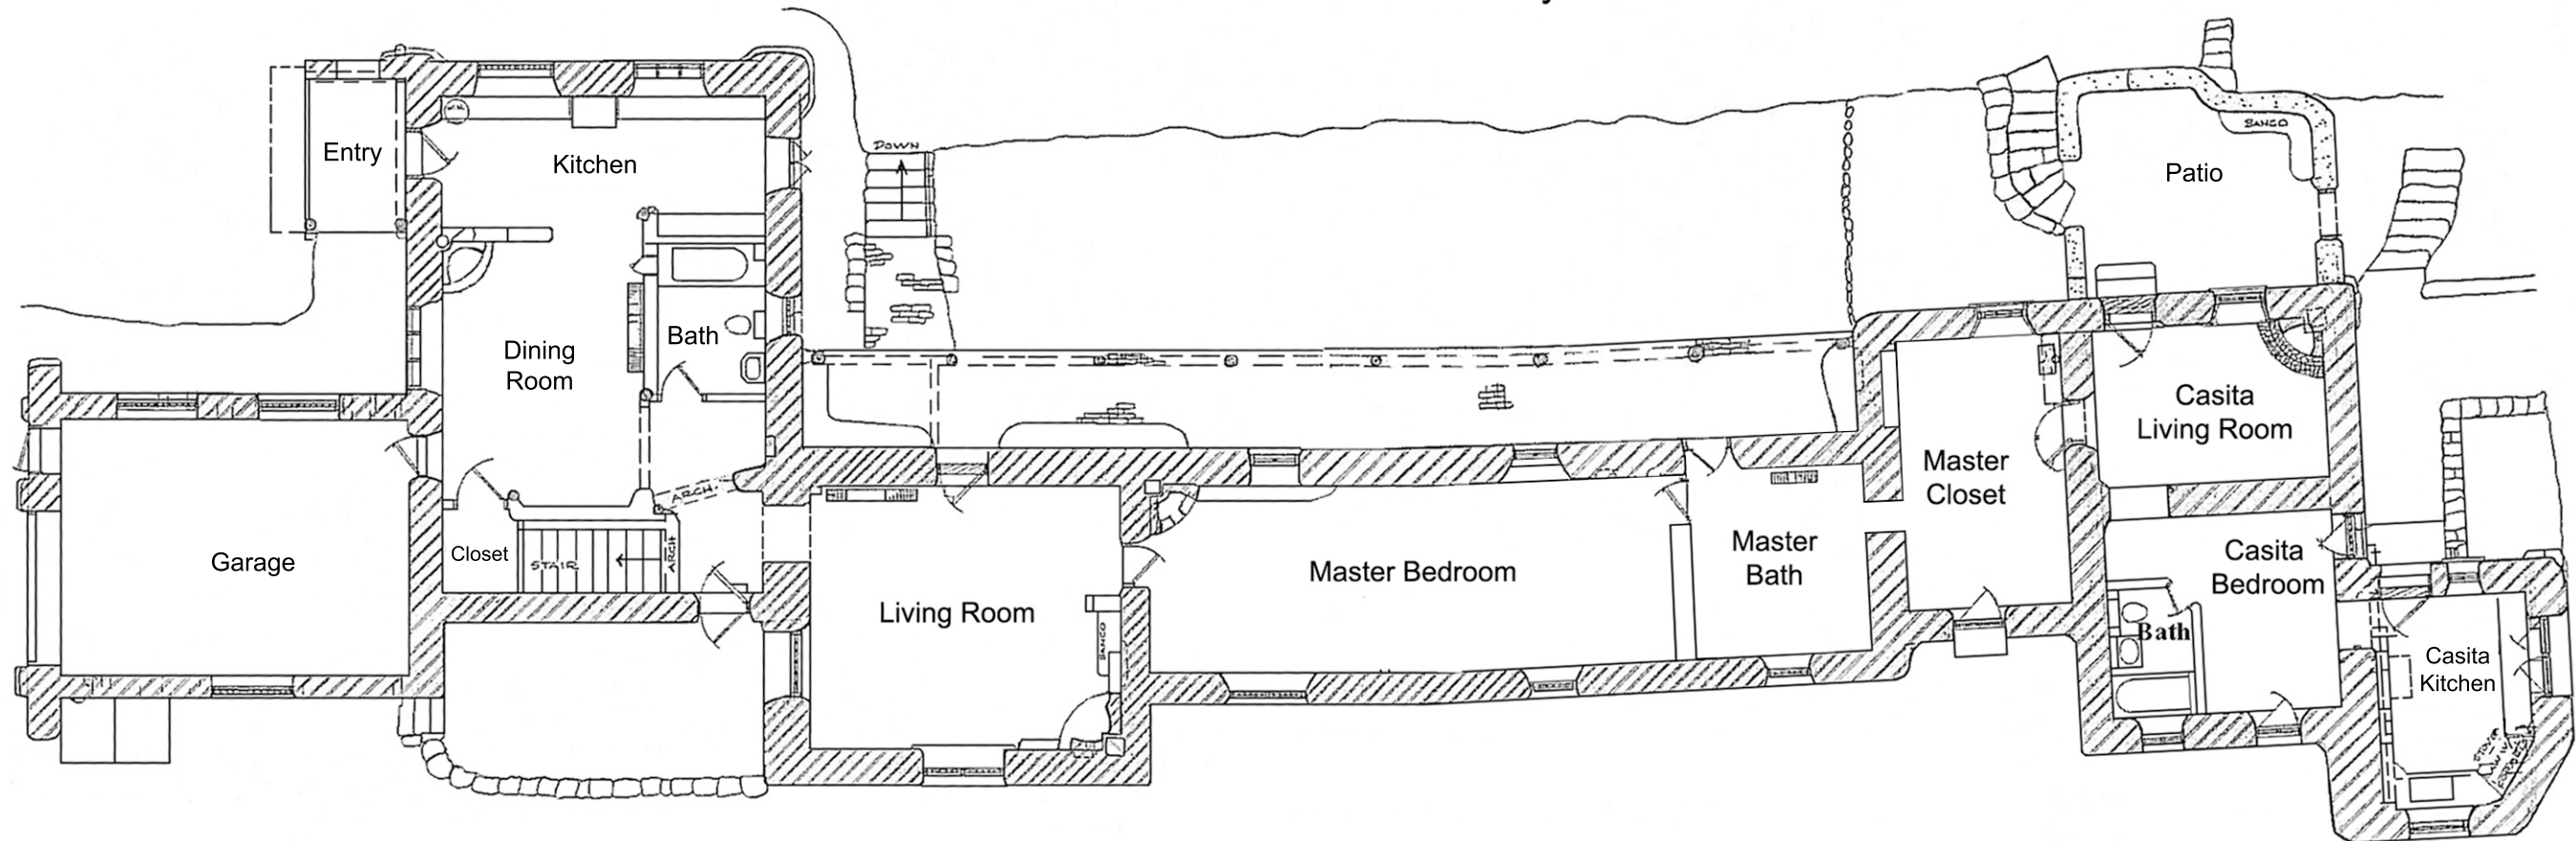 DOWN
BANCO
Entry
Kitchen
Patio
Bath
Dining
Room
Casita
Living Room
ARCH
Master
Closet
Closet
STAIR
ARCH
Garage
Master Bedroom
Master
Bath
Casita
Bedroom
Living Room
BANCO
Bath
Casita
Kitchen